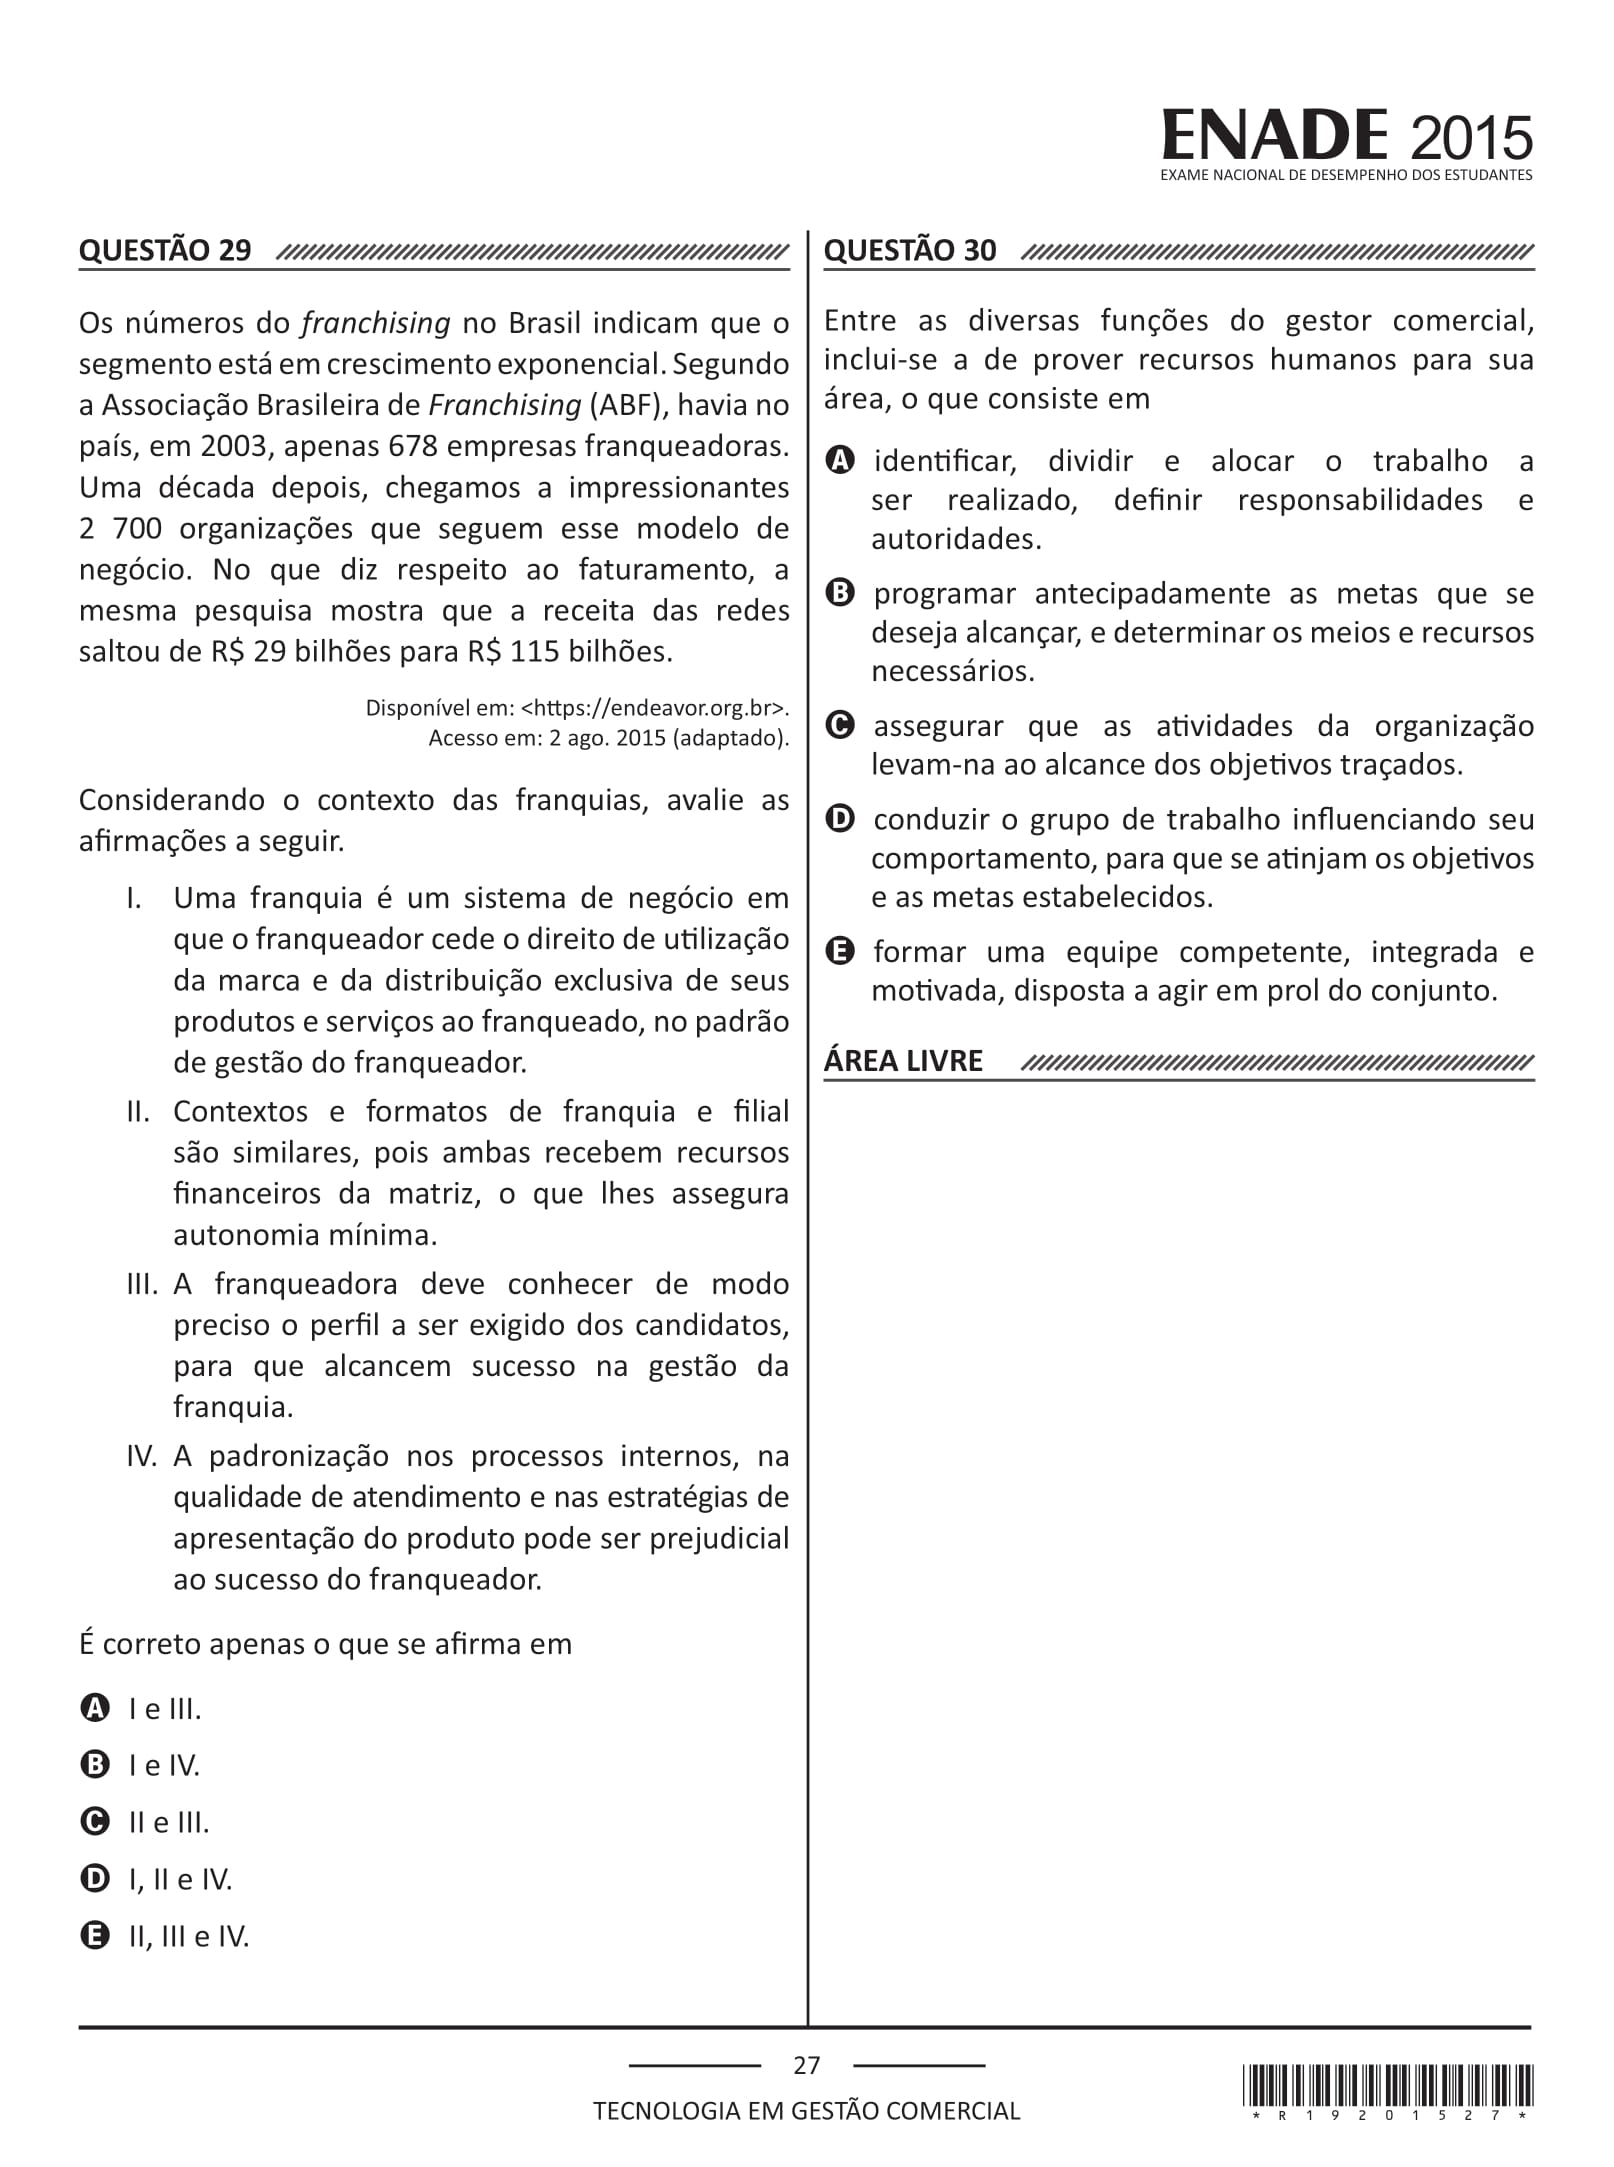 ENADE 2015
EXAME NACIONAL DE DESEMPENHO DOS ESTUDANTES
QUESTÃO 29
Os números do franchising no Brasil indicam que o
segmento está em crescimento exponencial. Segundo
a Associação Brasileira de Franchising (ABF), havia no
país, em 2003, apenas 678 empresas franqueadoras.
Uma década depois, chegamos a impressionantes
2 700 organizações que seguem esse modelo de
negócio. No que diz respeito ao faturamento, a
mesma pesquisa mostra que a receita das redes
saltou de R$ 29 bilhões para R$ 115 bilhões.
Disponível em: <https://endeavor.org.br>.
Acesso em: 2 ago. 2015 (adaptado).
Considerando o contexto das franquias, avalie as
afirmações a seguir.
I. Uma franquia é um sistema de negócio em
que o franqueador cede o direito de utilização
da marca e da distribuição exclusiva de seus
produtos e serviços ao franqueado, no padrão
de gestão do franqueador.
II. Contextos e formatos de franquia e filial
são similares, pois ambas recebem recursos
financeiros da matriz, o que lhes assegura
autonomia mínima.
III. A franqueadora deve conhecer de modo
preciso o perfil a ser exigido dos candidatos,
para que alcancem sucesso na gestão da
franquia.
IV. A padronização nos processos internos, na
qualidade de atendimento e nas estratégias de
apresentação do produto pode ser prejudicial
ao sucesso do franqueador.
É correto apenas o que se afirma em
A I e III.
B I e IV.
C II e III.
D I, II e IV.
E II, III e IV.
QUESTÃO 30
Entre as diversas funções do gestor comercial,
inclui-se a de prover recursos humanos para sua
área, o que consiste em
A identificar, dividir e alocar o trabalho a
ser realizado, definir responsabilidades e
autoridades.
B programar antecipadamente as metas que se
deseja alcançar, e determinar os meios e recursos
necessários.
C assegurar que as atividades da organização
levam-na ao alcance dos objetivos traçados.
D conduzir o grupo de trabalho influenciando seu
comportamento, para que se atinjam os objetivos
e as metas estabelecidos.
E formar uma equipe competente, integrada e
motivada, disposta a agir em prol do conjunto.
ÁREA LIVRE
27
TECNOLOGIA EM GESTÃO COMERCIAL
* R 1 9 2 0 1 5 2 7 *